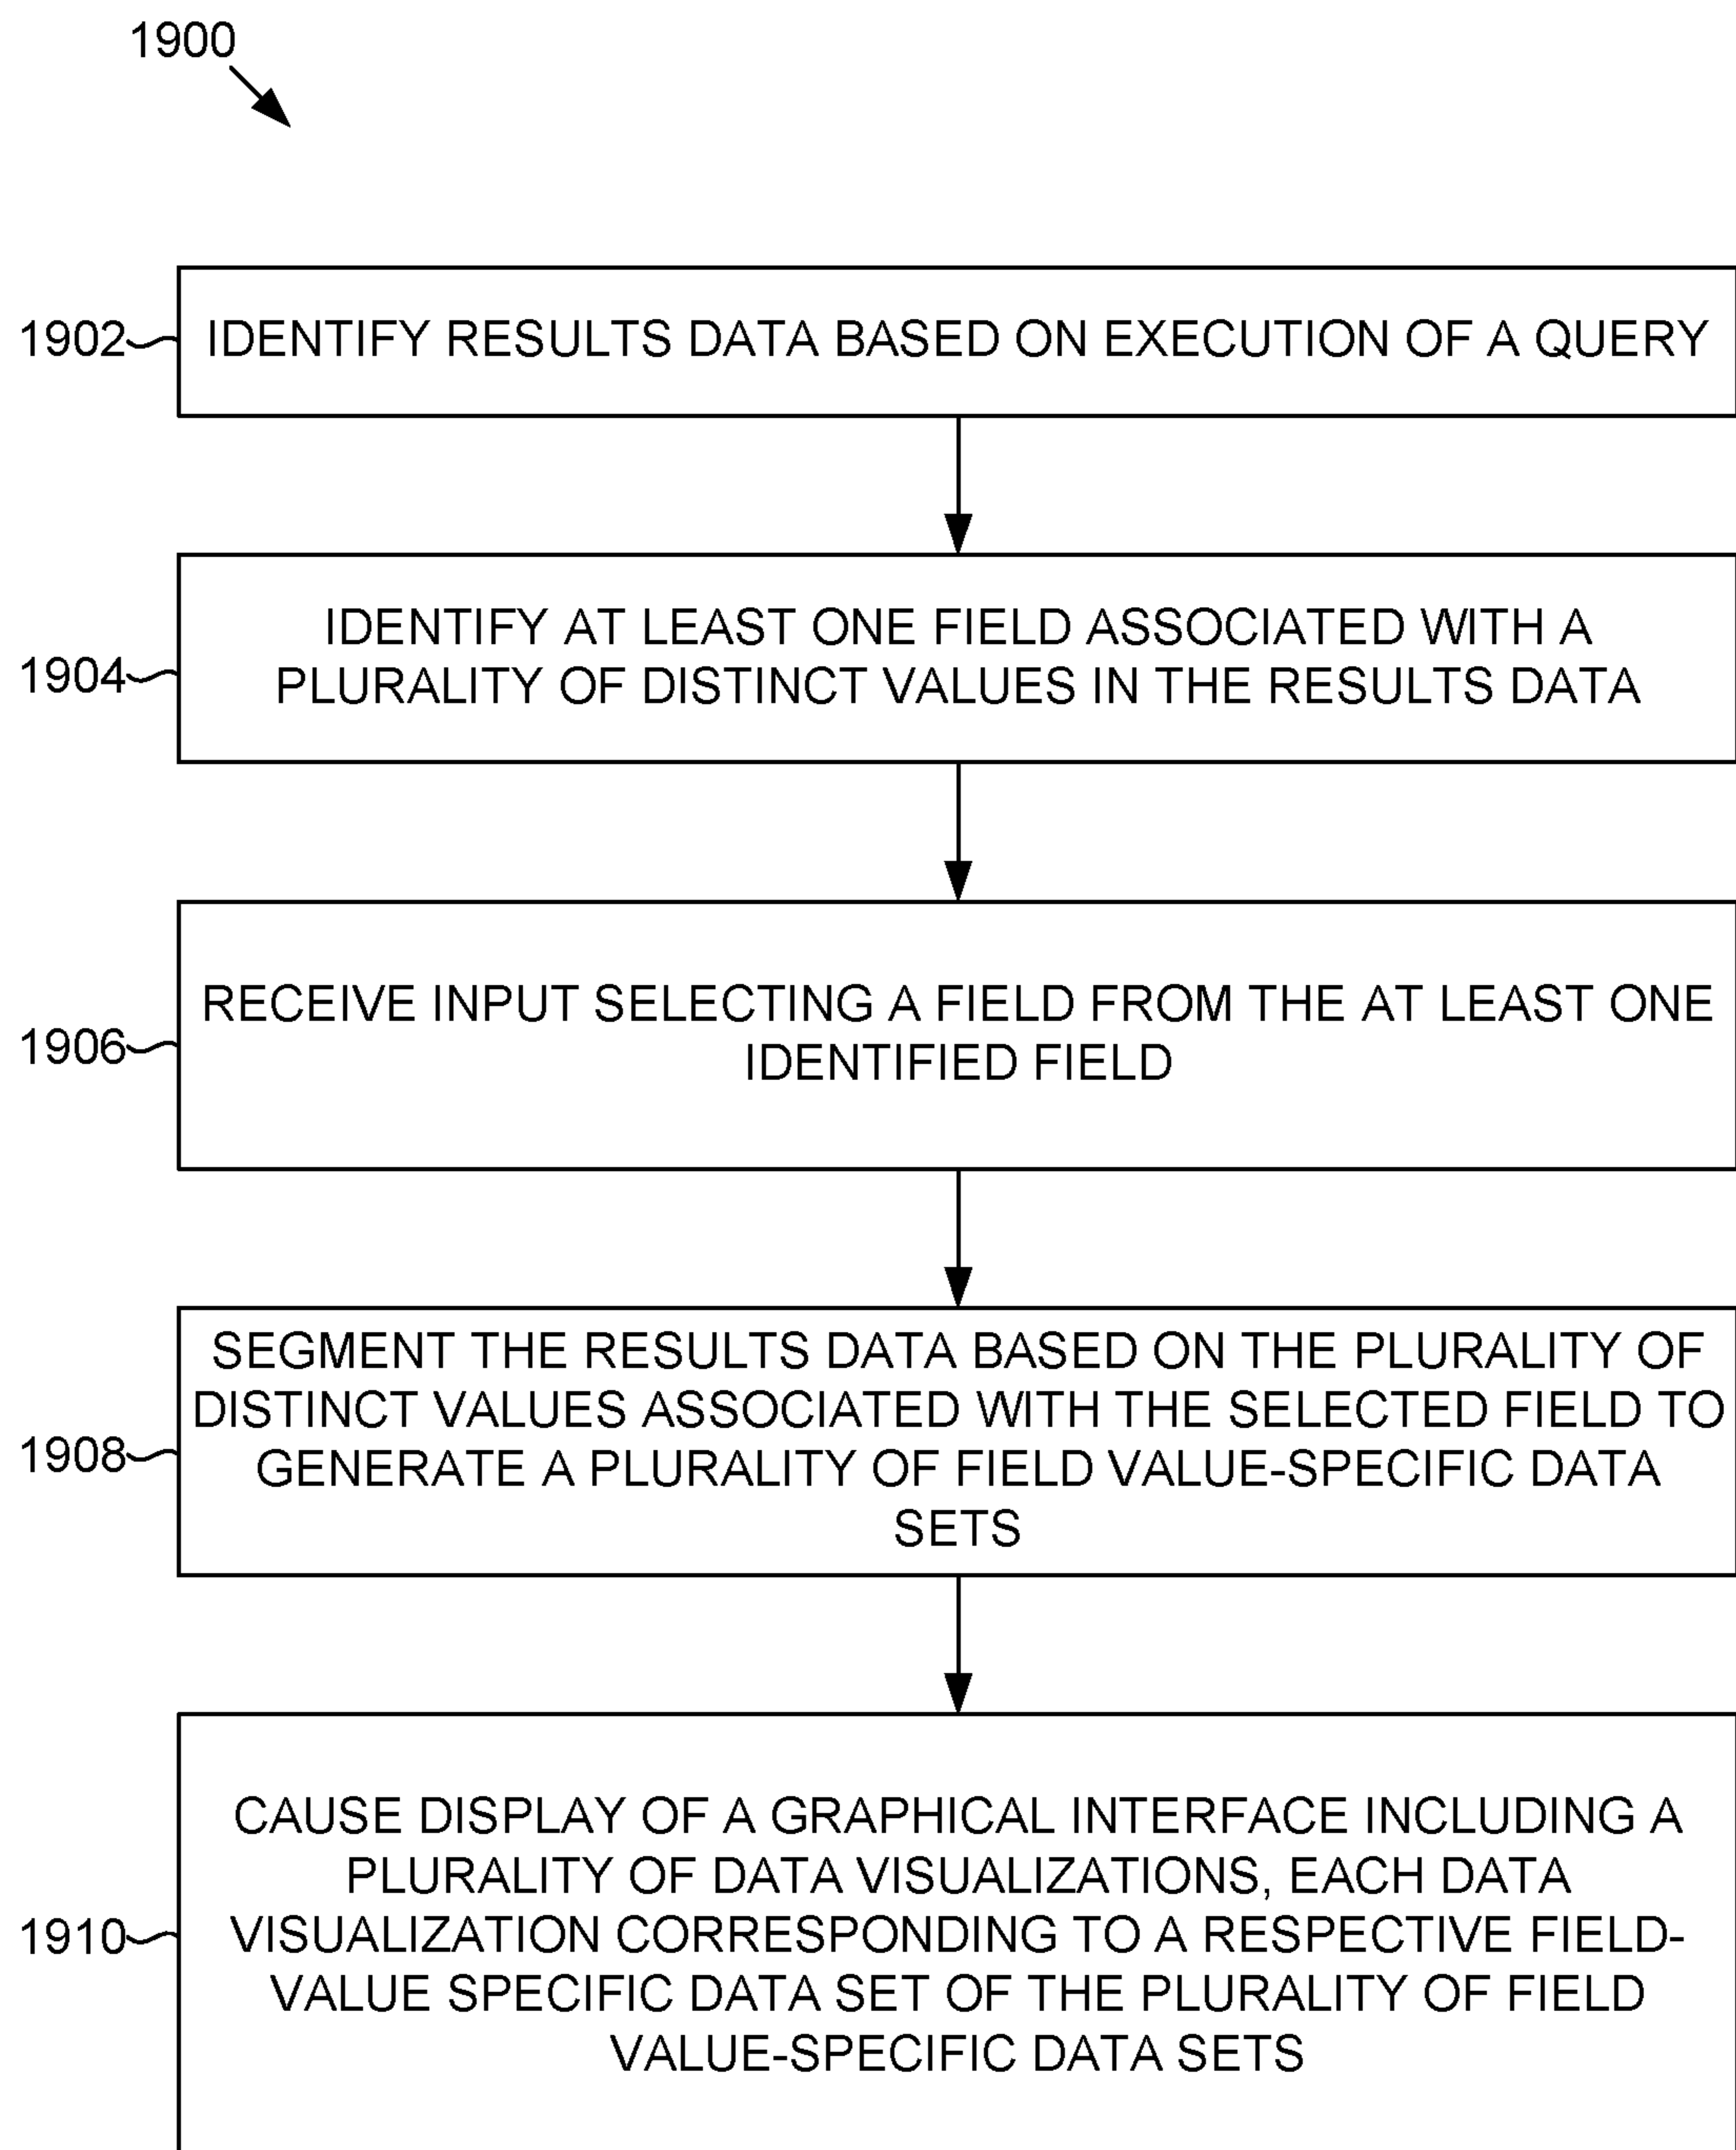 1900
1902
IDENTIFY RESULTS DATA BASED ON EXECUTION OF A QUERY
1904
IDENTIFY AT LEAST ONE FIELD ASSOCIATED WITH A
PLURALITY OF DISTINCT VALUES IN THE RESULTS DATA
1906
RECEIVE INPUT SELECTING A FIELD FROM THE AT LEAST ONE
IDENTIFIED FIELD
1908
SEGMENT THE RESULTS DATA BASED ON THE PLURALITY OF
DISTINCT VALUES ASSOCIATED WITH THE SELECTED FIELD TO
GENERATE A PLURALITY OF FIELD VALUE-SPECIFIC DATA
SETS
1910
CAUSE DISPLAY OF A GRAPHICAL INTERFACE INCLUDING A
PLURALITY OF DATA VISUALIZATIONS, EACH DATA
VISUALIZATION CORRESPONDING TO A RESPECTIVE FIELD-
VALUE SPECIFIC DATA SET OF THE PLURALITY OF FIELD
VALUE-SPECIFIC DATA SETS